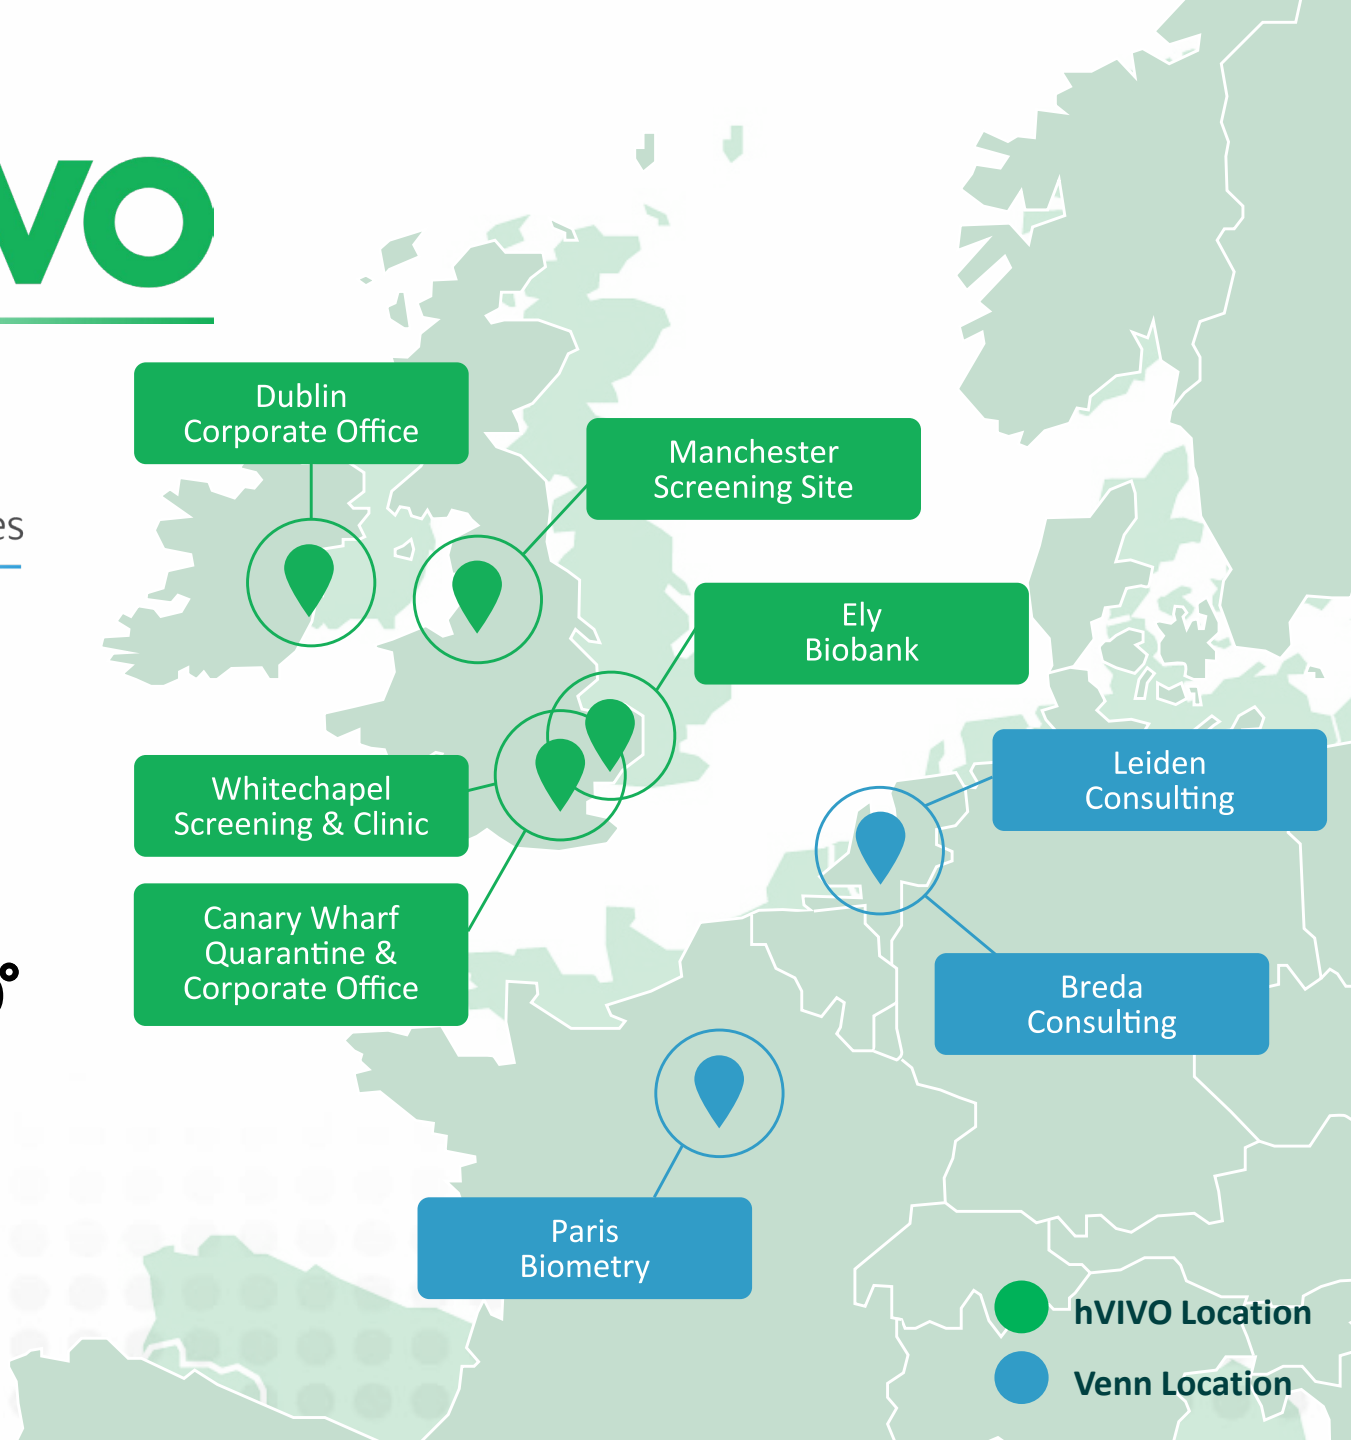 VO
es
Dublin
Corporate Office
Manchester
Screening Site
Ely
Biobank
Whitechapel
Screening & Clinic
Canary Wharf
Quarantine &
Corporate Office
Leiden
Consulting
Breda
Consulting
Paris
Biometry
hVIVO Location
Venn Location